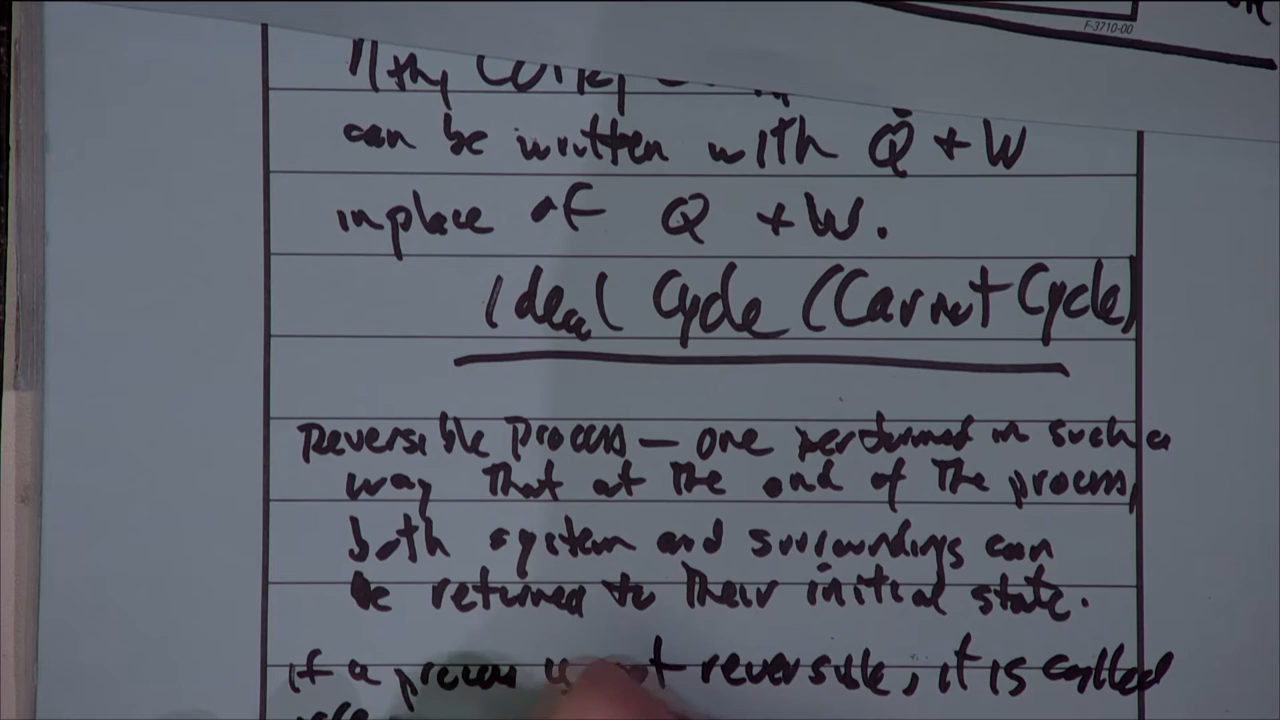 F-3710-00
can be written with Q̇ + W
in place of Q + W.
Ideal Cycle (Carnot Cycle)
Reversible Process — one performed in such a
way that at the end of the process,
both system and surroundings can
be returned to their initial state.
if a process is not reversible, it is called